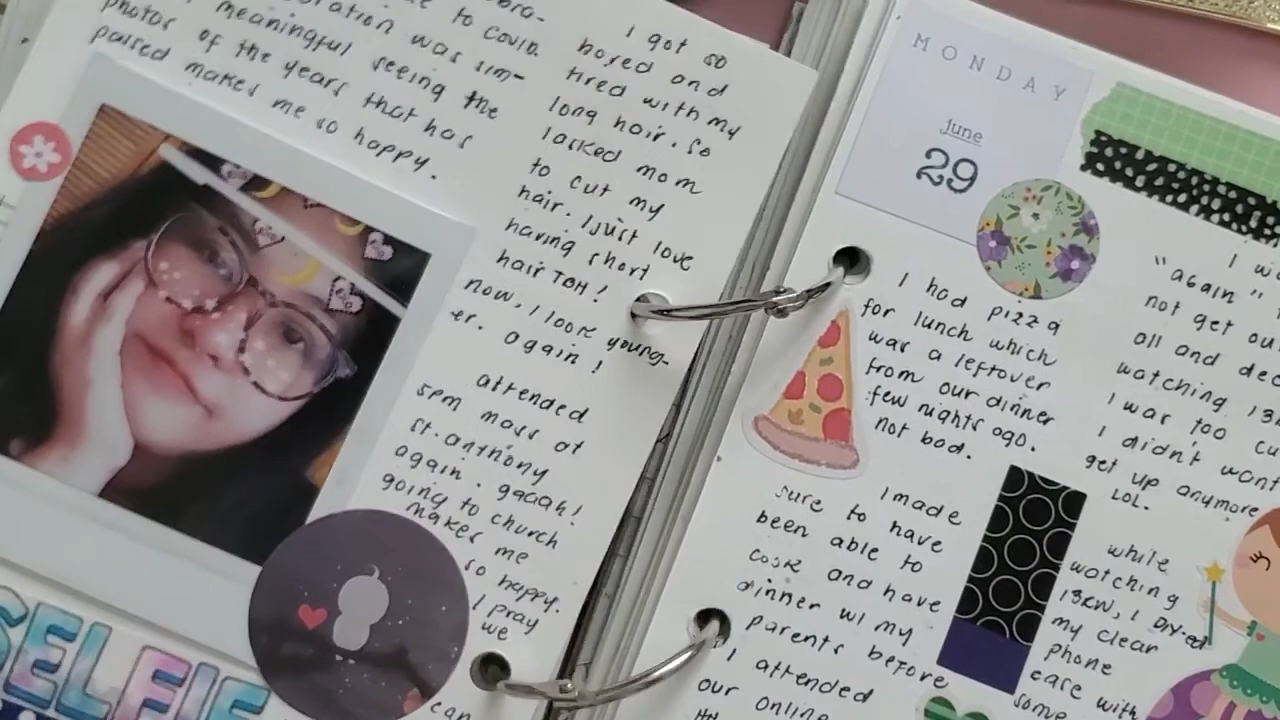 to covid.
ration was sim-
meaningful seeing the
photos of the years that has
passed makes me so happy.
I got so
bored and
tired with my
long hair. so
I asked mom
to cut my
hair. I just love
having short
hair TBH!
now, I look young-
er. again!
attended
5pm mass at
st. anthony
again. gaaah!
going to church
makes me
so happy.
I pray
we
can
SELFIE
MONDAY
june
29
I had pizza
for lunch which
was a leftover
from our dinner
few nights ago.
not bad.
I made
sure to have
been able to
cook and have
dinner w/ my
parents before
I attended
our online
"again"
not get out
all and
watching 13
I was too
I didn't want
get up anymore
LOL.
while
watching
13RW, I DIY-ed
my clear
phone
case with
some